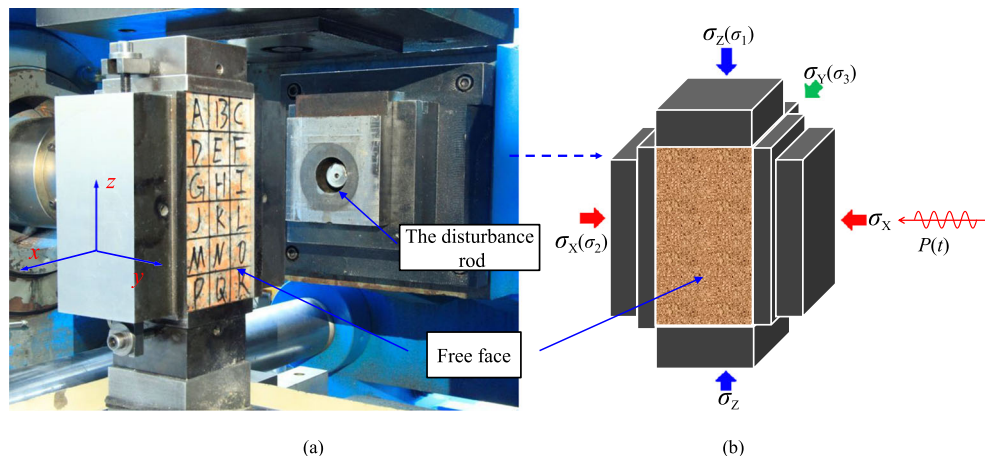 A B C
D E F
G H I
J K L
M N O
P Q R
z
x
y
The disturbance
rod
Free face
(a)
σZ(σ1)
σY(σ3)
σX(σ2)
σX
P(t)
σZ
(b)